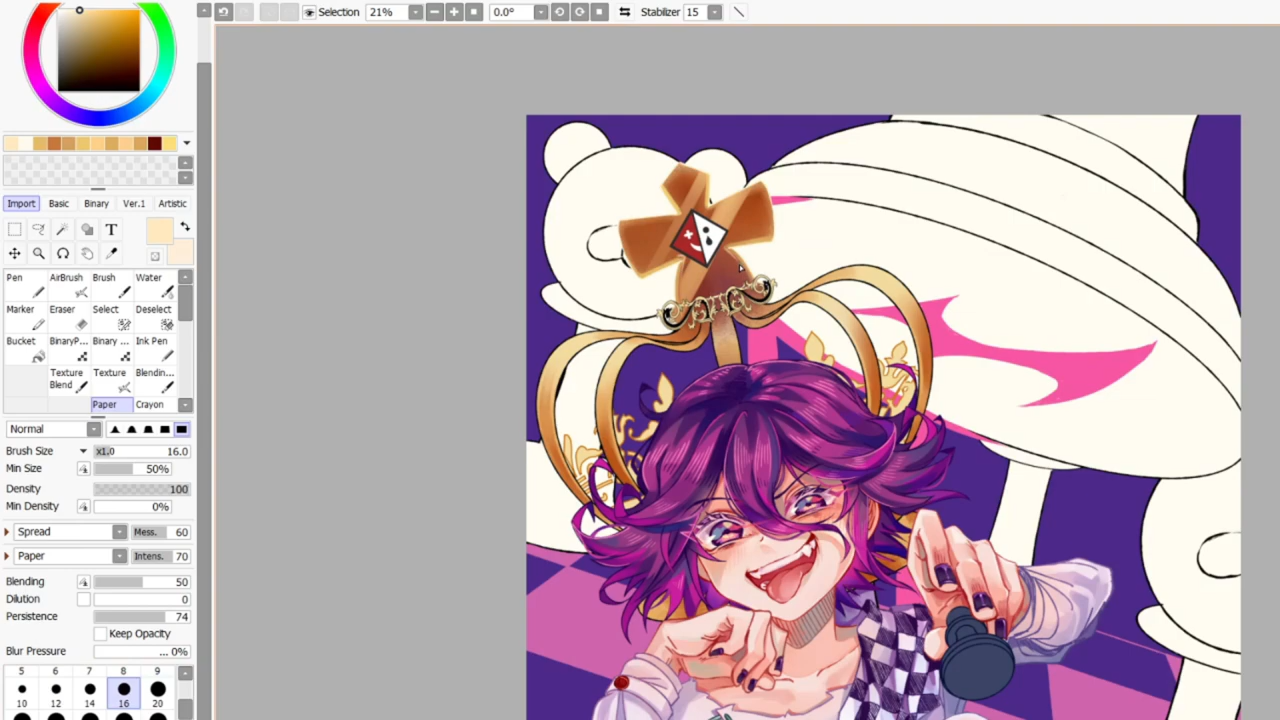 Selection 21% 0.0° Stabilizer 15
Import Basic Binary Ver.1 Artistic
T
Pen AirBrush Brush Water
Marker Eraser Select Deselect
Bucket BinaryP... Binary ... Ink Pen
Texture Blend Texture Blendin...
Paper Crayon
Normal
Brush Size x1.0 16.0
Min Size 50%
Density 100
Min Density 0%
Spread Mess. 60
Paper Intens. 70
Blending 50
Dilution 0
Persistence 74
Keep Opacity
Blur Pressure ... 0%
5 6 7 8 9
10 12 14 16 20